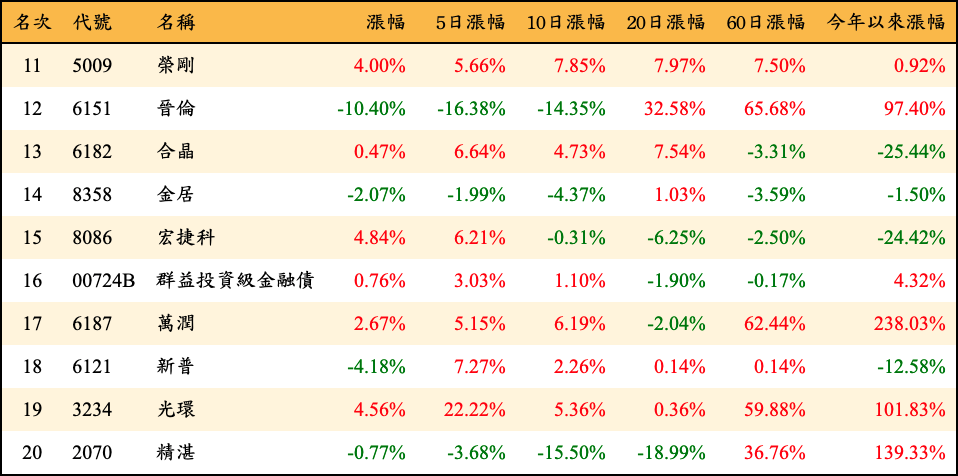 名次 代號 名稱 漲幅 5日漲幅 10日漲幅 20日漲幅 60日漲幅 今年以來漲幅
11 5009 榮剛 4.00% 5.66% 7.85% 7.97% 7.50% 0.92%
12 6151 晉倫 -10.40% -16.38% -14.35% 32.58% 65.68% 97.40%
13 6182 合晶 0.47% 6.64% 4.73% 7.54% -3.31% -25.44%
14 8358 金居 -2.07% -1.99% -4.37% 1.03% -3.59% -1.50%
15 8086 宏捷科 4.84% 6.21% -0.31% -6.25% -2.50% -24.42%
16 00724B 群益投資級金融債 0.76% 3.03% 1.10% -1.90% -0.17% 4.32%
17 6187 萬潤 2.67% 5.15% 6.19% -2.04% 62.44% 238.03%
18 6121 新普 -4.18% 7.27% 2.26% 0.14% 0.14% -12.58%
19 3234 光環 4.56% 22.22% 5.36% 0.36% 59.88% 101.83%
20 2070 精湛 -0.77% -3.68% -15.50% -18.99% 36.76% 139.33%